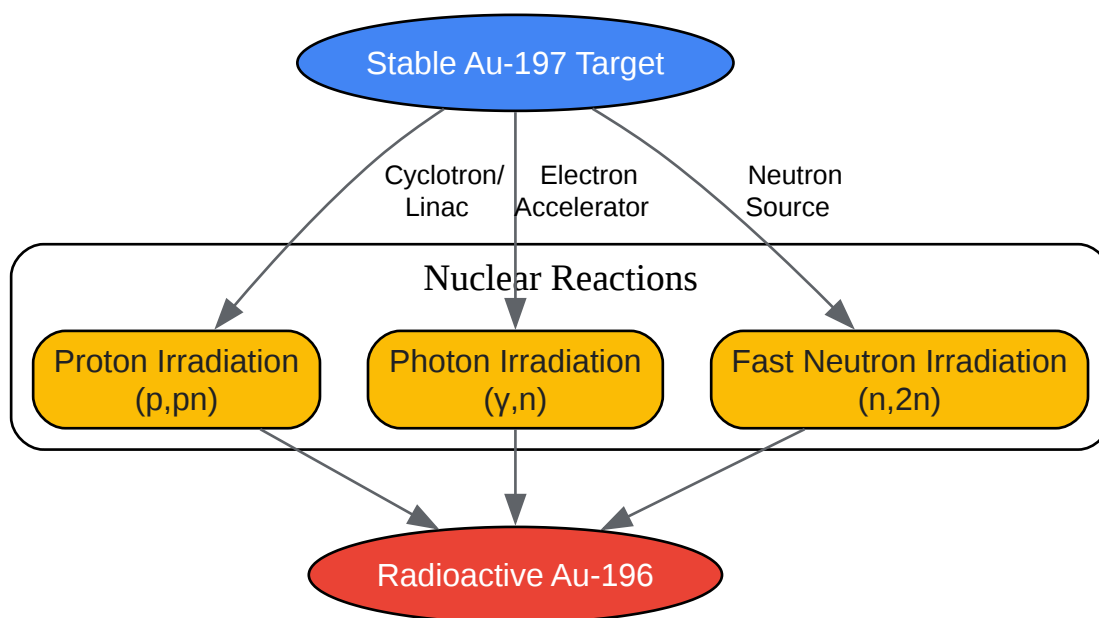 Stable Au-197 Target
Cyclotron/
Linac
Electron
Accelerator
Neutron
Source
Nuclear Reactions
Proton Irradiation
(p,pn)
Photon Irradiation
(γ,n)
Fast Neutron Irradiation
(n,2n)
Radioactive Au-196